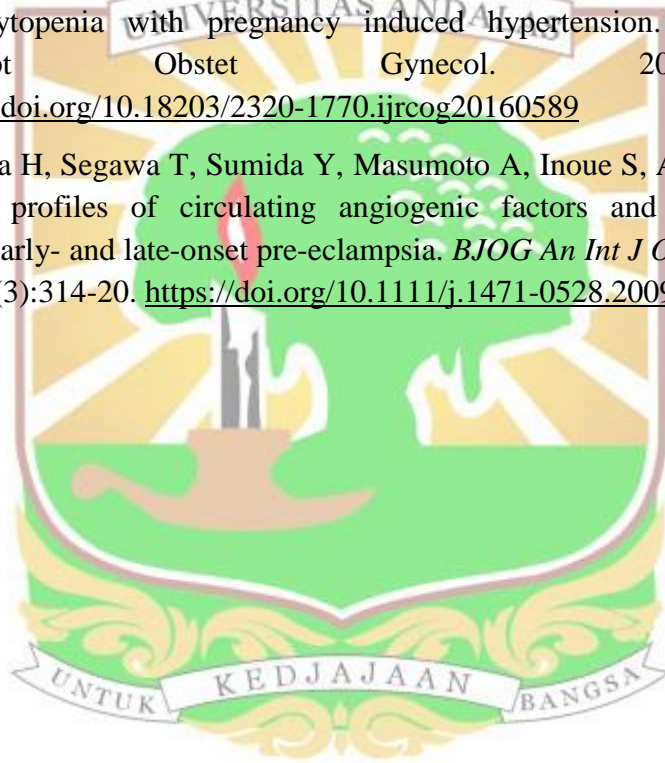 ytopenia with pregnancy induced hypertension.
UNIVERSITAS ANDALAS
t Obstet Gynecol. 20
doi.org/10.18203/2320-1770.ijrcog20160589
a H, Segawa T, Sumida Y, Masumoto A, Inoue S, A
profiles of circulating angiogenic factors and
arly- and late-onset pre-eclampsia. BJOG An Int J O
(3):314-20. https://doi.org/10.1111/j.1471-0528.2009
UNTUK KEDJAJAAN BANGSA